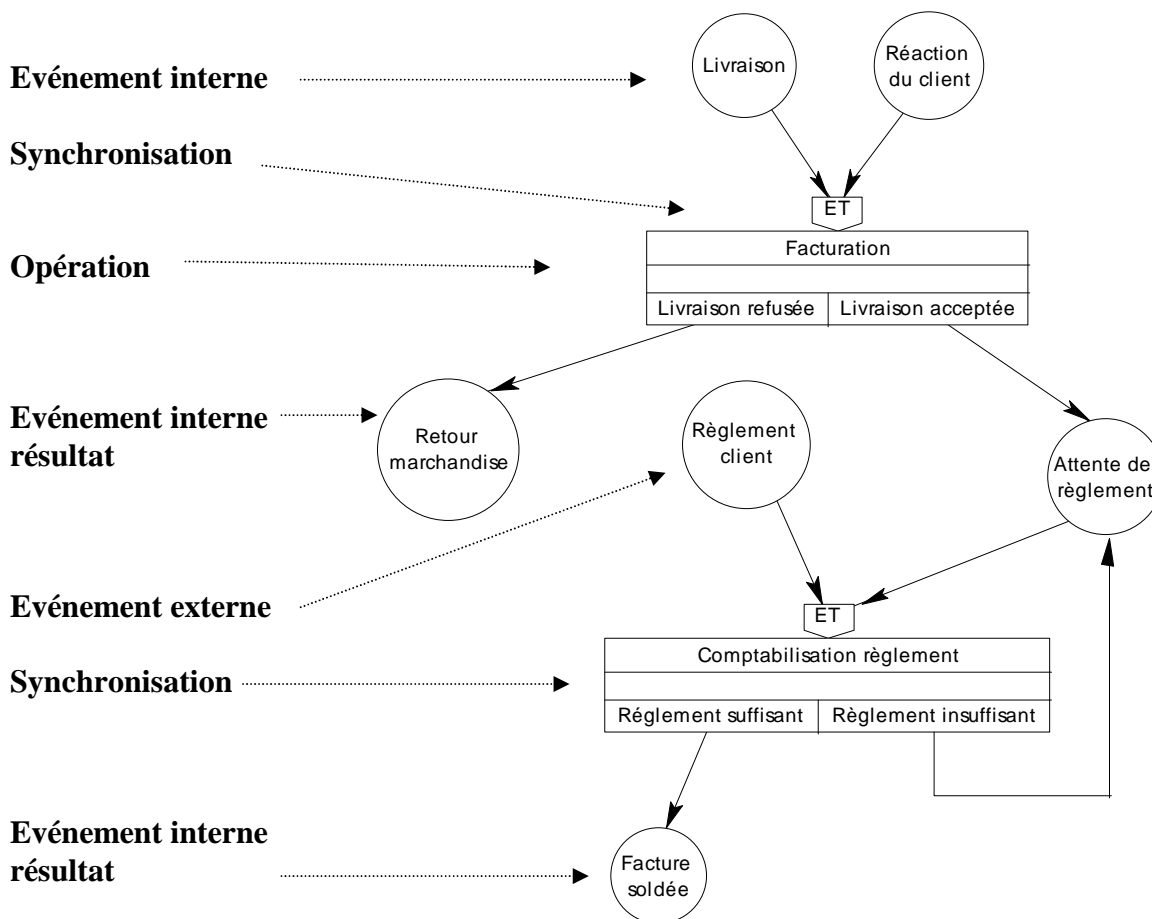 Evénement interne
Livraison
Réaction
du client
Synchronisation
ET
Opération
Facturation
Livraison refusée
Livraison acceptée
Evénement interne
résultat
Retour
marchandise
Règlement
client
Attente de
règlement
Evénement externe
ET
Synchronisation
Comptabilisation règlement
Réglement suffisant
Règlement insuffisant
Evénement interne
résultat
Facture
soldée